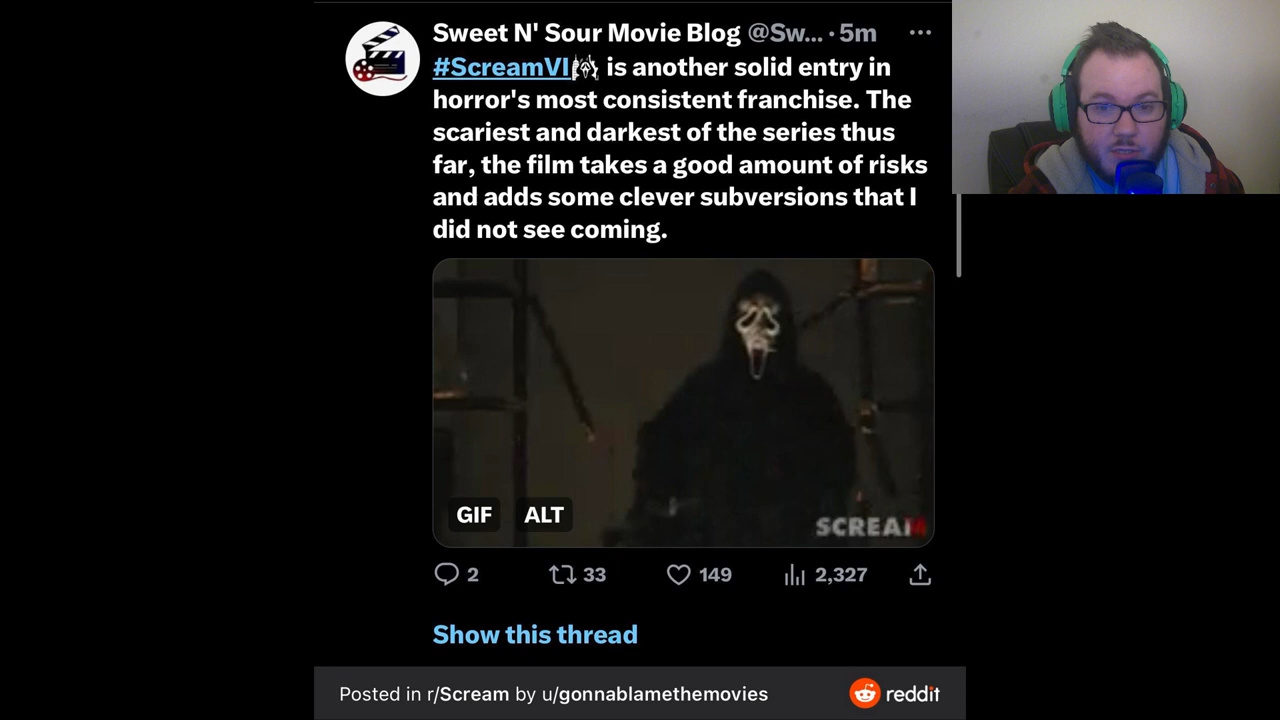 Sweet N' Sour Movie Blog @Sw... · 5m
#ScreamVI is another solid entry in
horror's most consistent franchise. The
scariest and darkest of the series thus
far, the film takes a good amount of risks
and adds some clever subversions that I
did not see coming.
GIF ALT
SCREAM
2 33 149 2,327
Show this thread
Posted in r/Scream by u/gonnablamethemovies
reddit